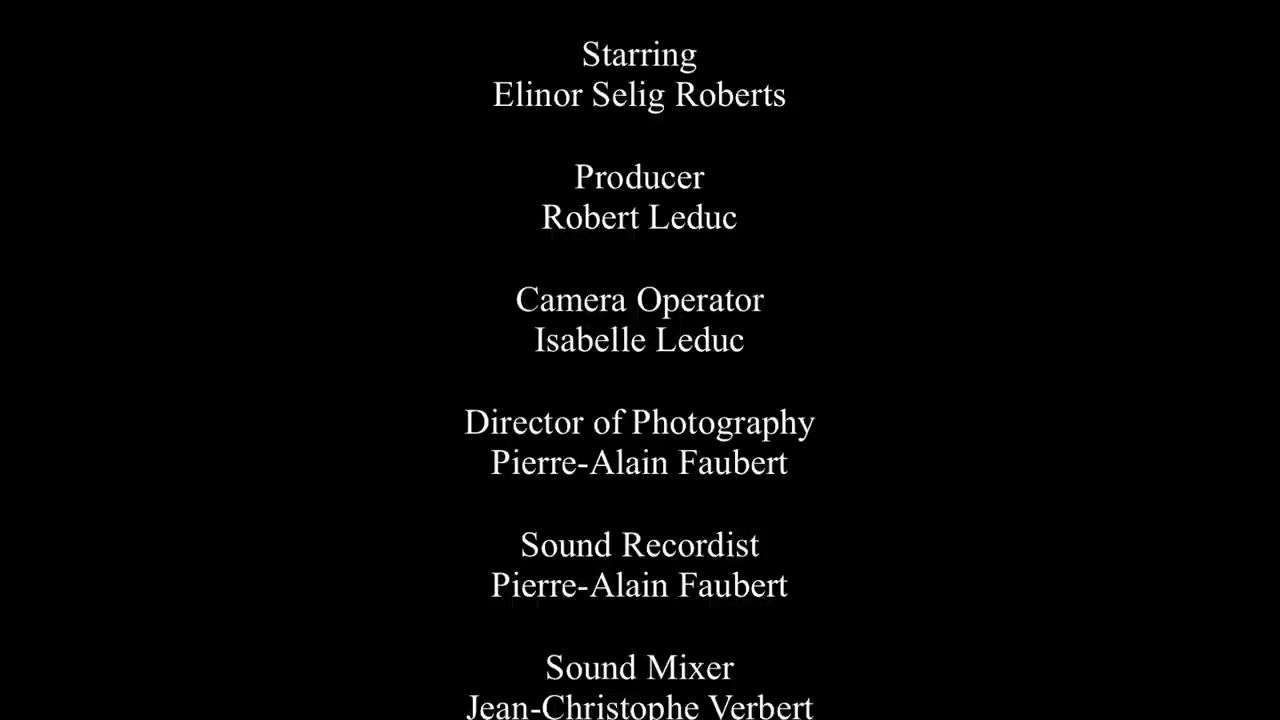 Starring
Elinor Selig Roberts
Producer
Robert Leduc
Camera Operator
Isabelle Leduc
Director of Photography
Pierre-Alain Faubert
Sound Recordist
Pierre-Alain Faubert
Sound Mixer
Jean-Christophe Verbert